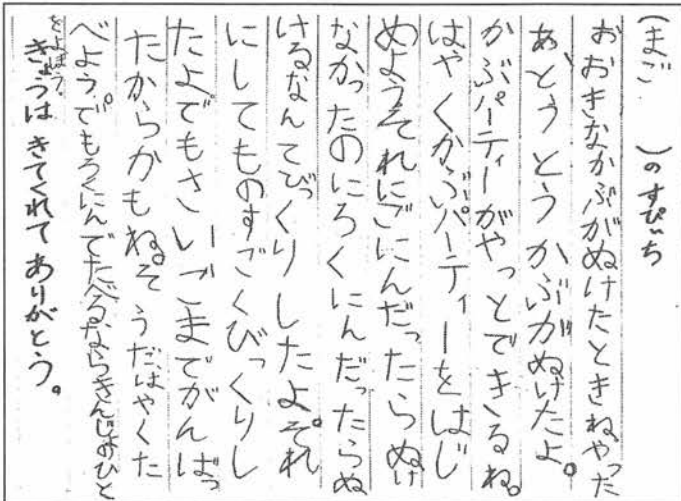 (まご　)のすぴいち
おおきなかぶがぬけたときねやった
あ、とうとうかぶがぬけたよ。
かぶパーティーがやっとできるね。
はやくかぶパーティーをはじ
めようそれにごにんだったらぬけ
なかったのにろくにんだったらぬ
けるなんてびっくりしたよそれ
にしてもものすごくびっくりし
たよでもさいごまでがんばっ
たからかもねそうだはやくた
べよう。でもろくにんでたべるならきんじょのひと
をよぼう。
きょうはきてくれてありがとう。